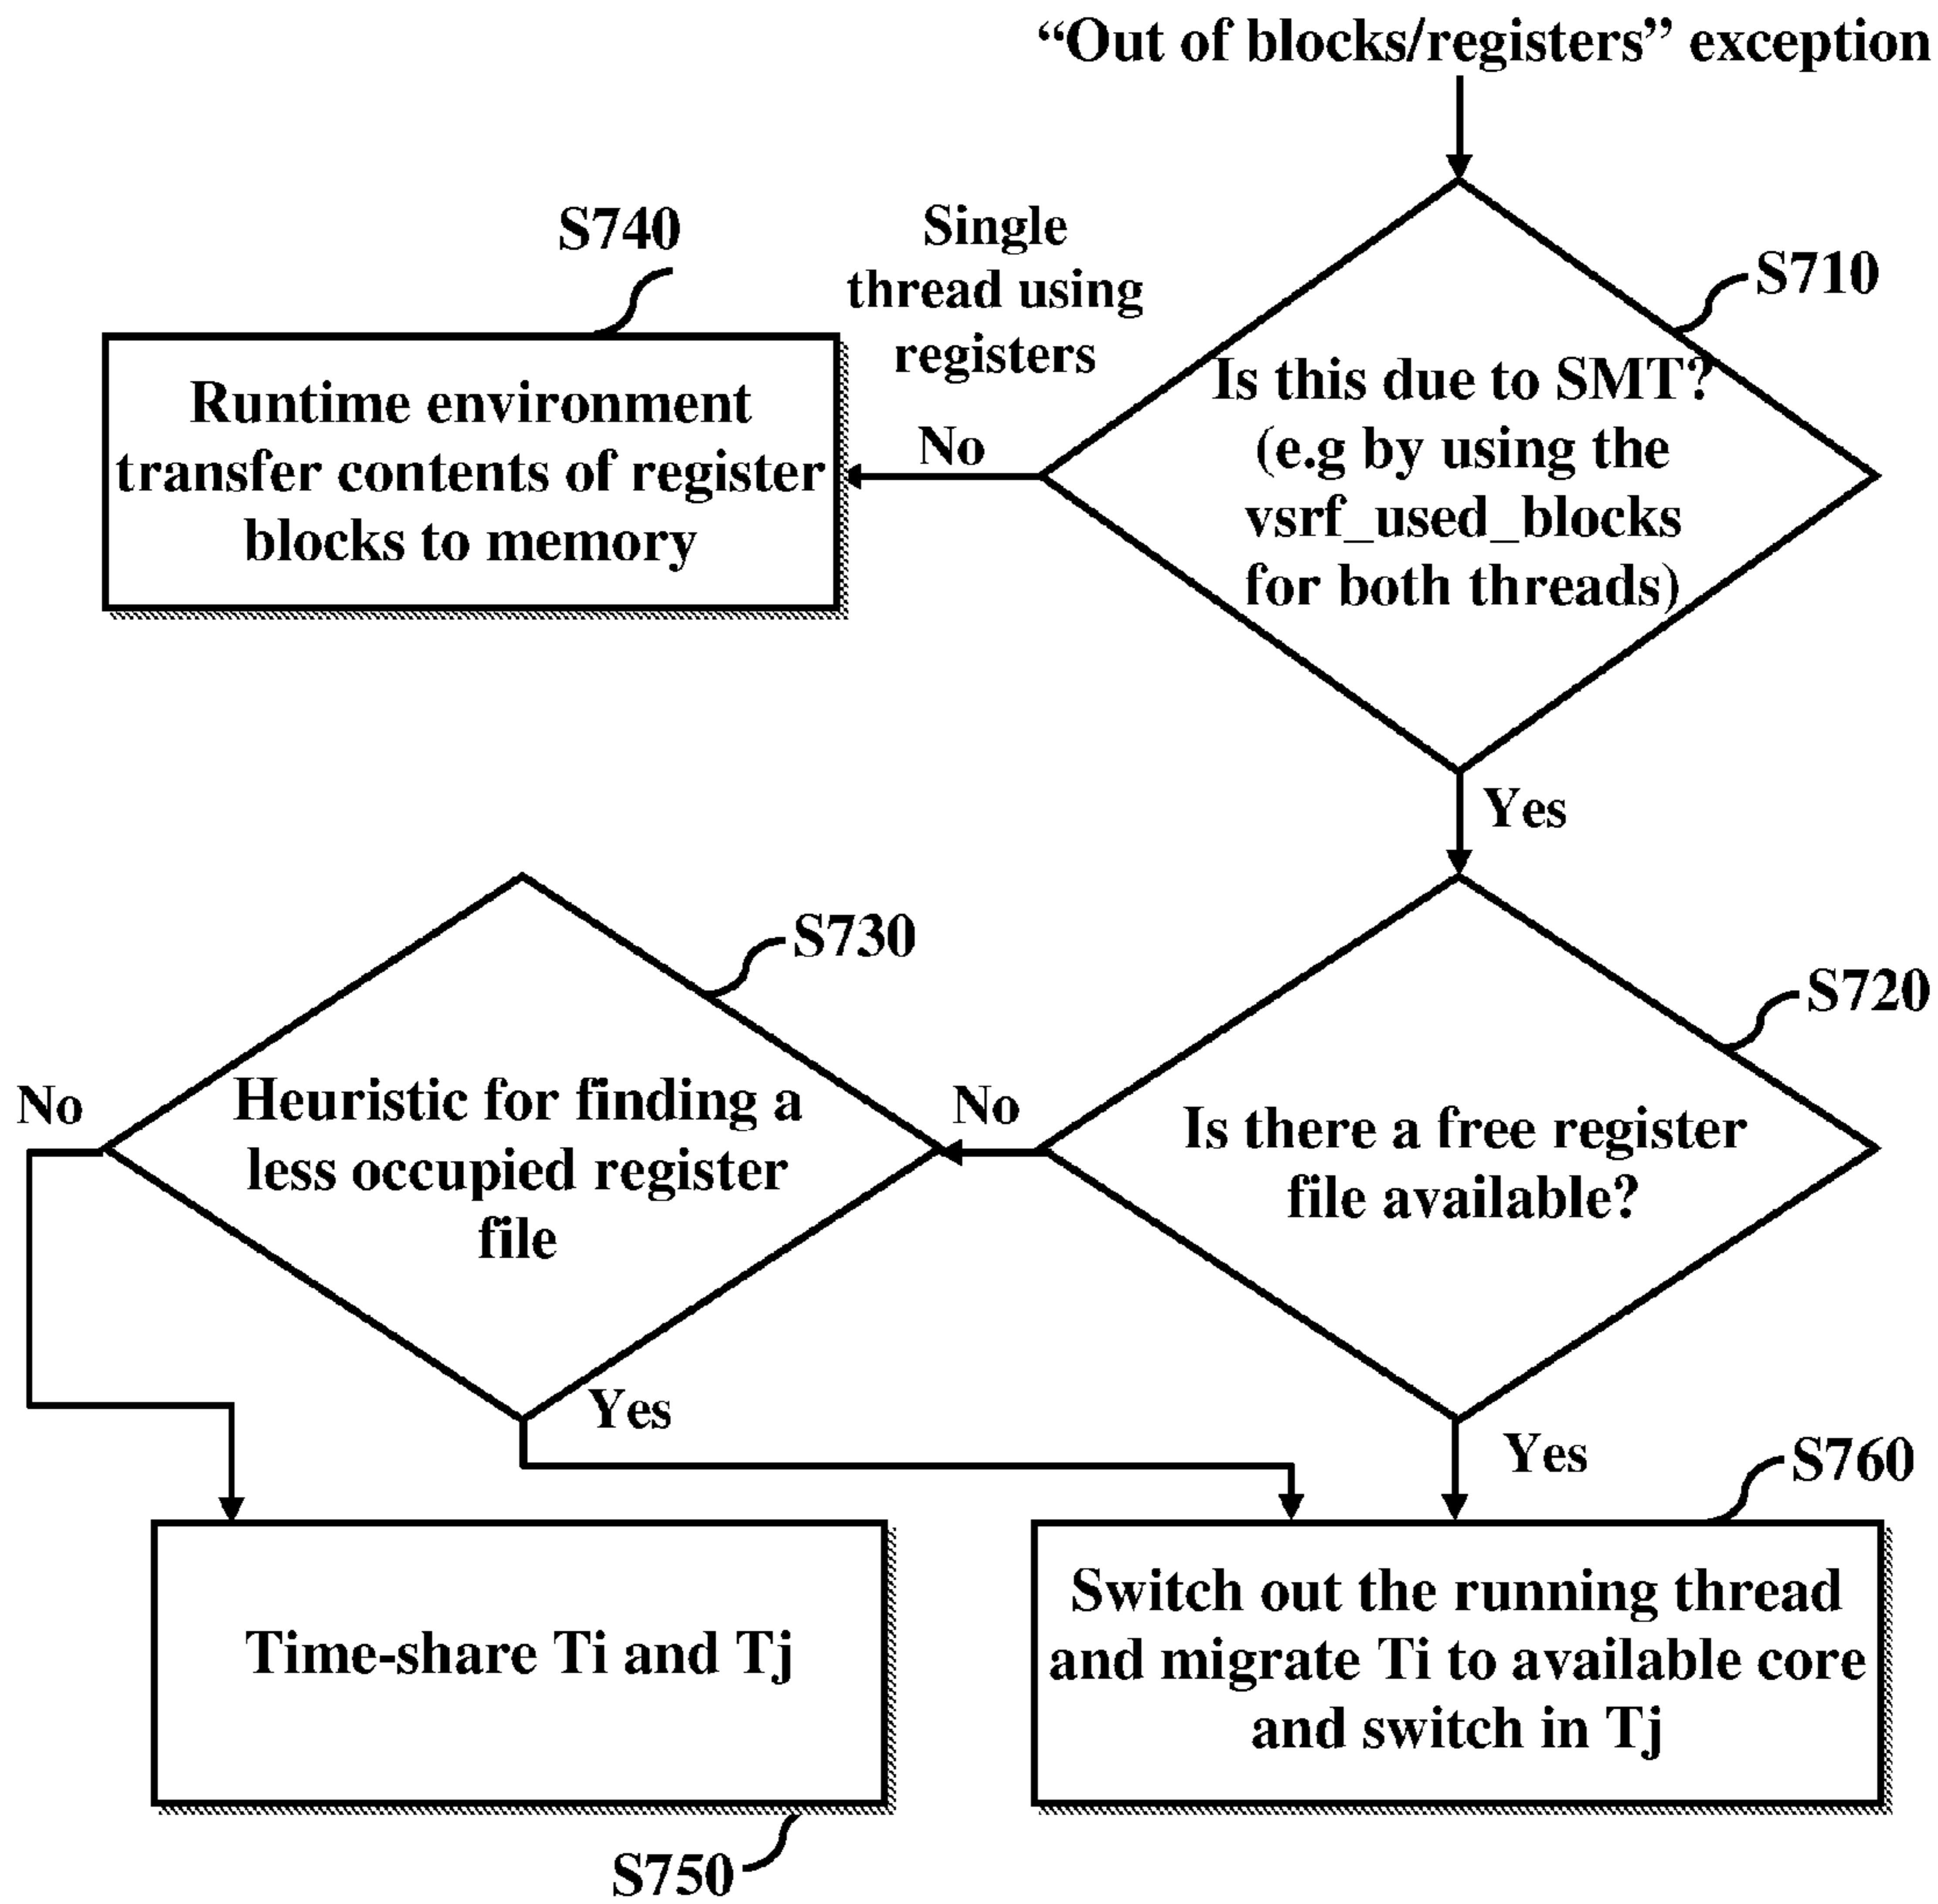 “Out of blocks/registers” exception
S740
Single
thread using
registers
S710
Runtime environment
transfer contents of register
blocks to memory
No
Is this due to SMT?
(e.g by using the
vsrf_used_blocks
for both threads)
Yes
S730
S720
No
Heuristic for finding a
less occupied register
file
No
Is there a free register
file available?
Yes
Yes
S760
Time-share Ti and Tj
Switch out the running thread
and migrate Ti to available core
and switch in Tj
S750